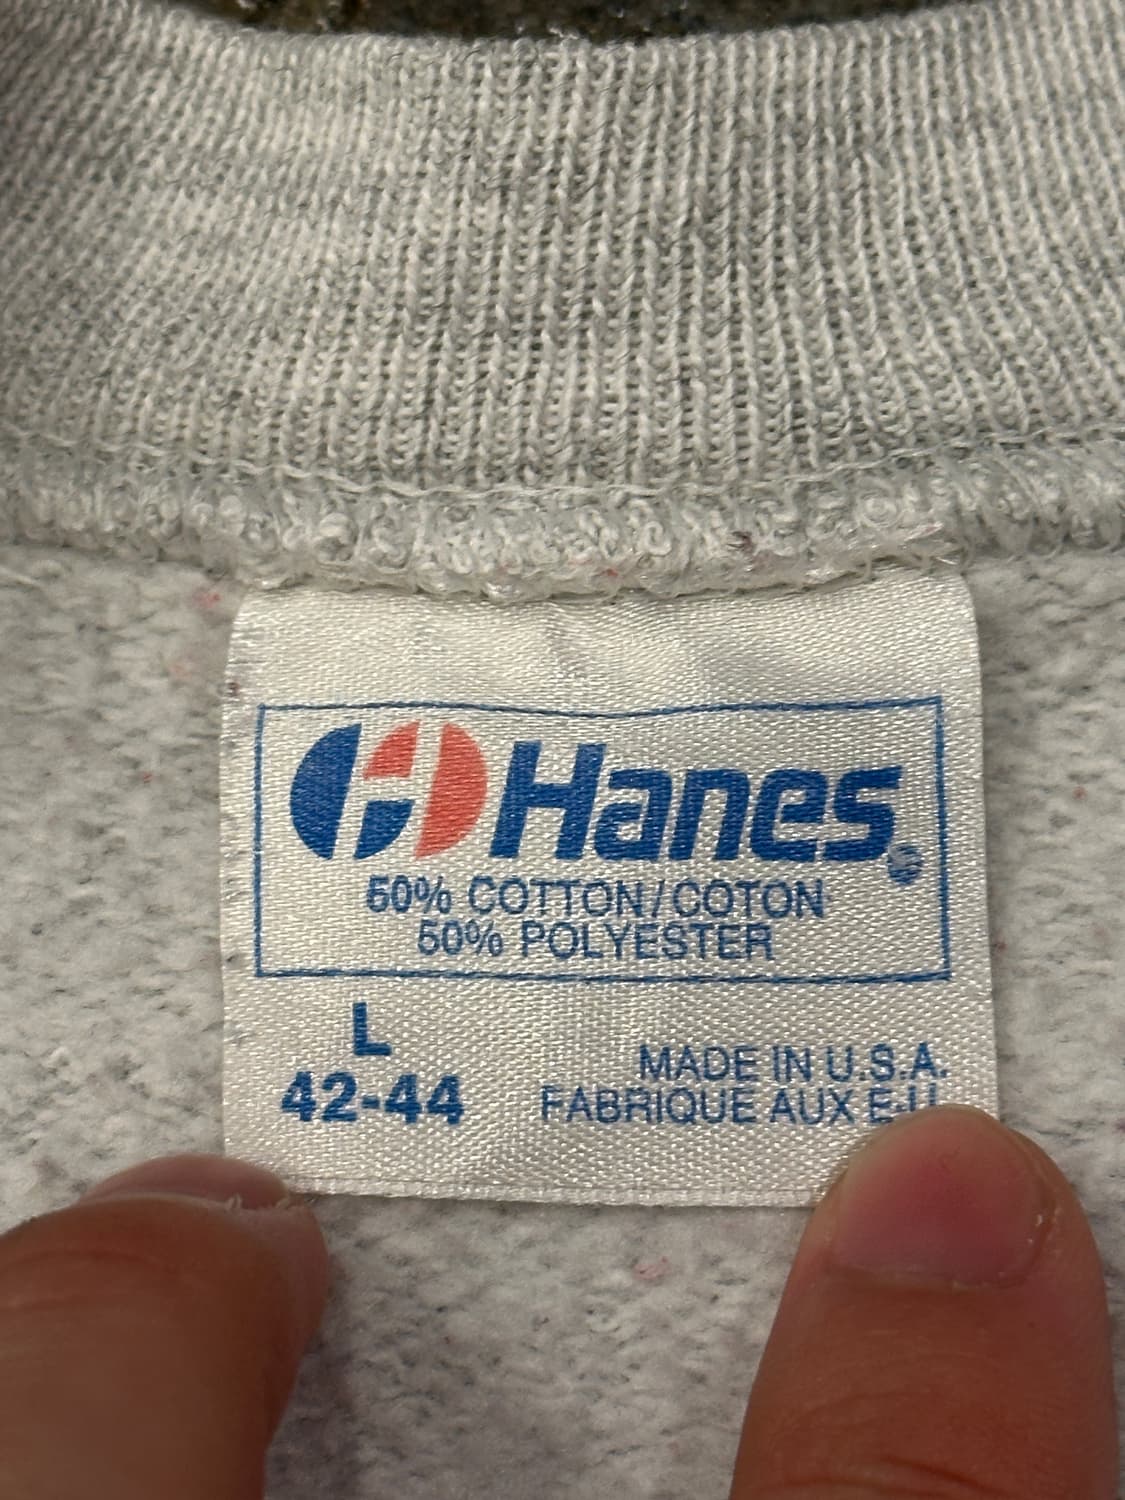 Hanes
50% COTTON/COTON
50% POLYESTER
L
42-44
MADE IN U.S.A.
FABRIQUE AUX E-U